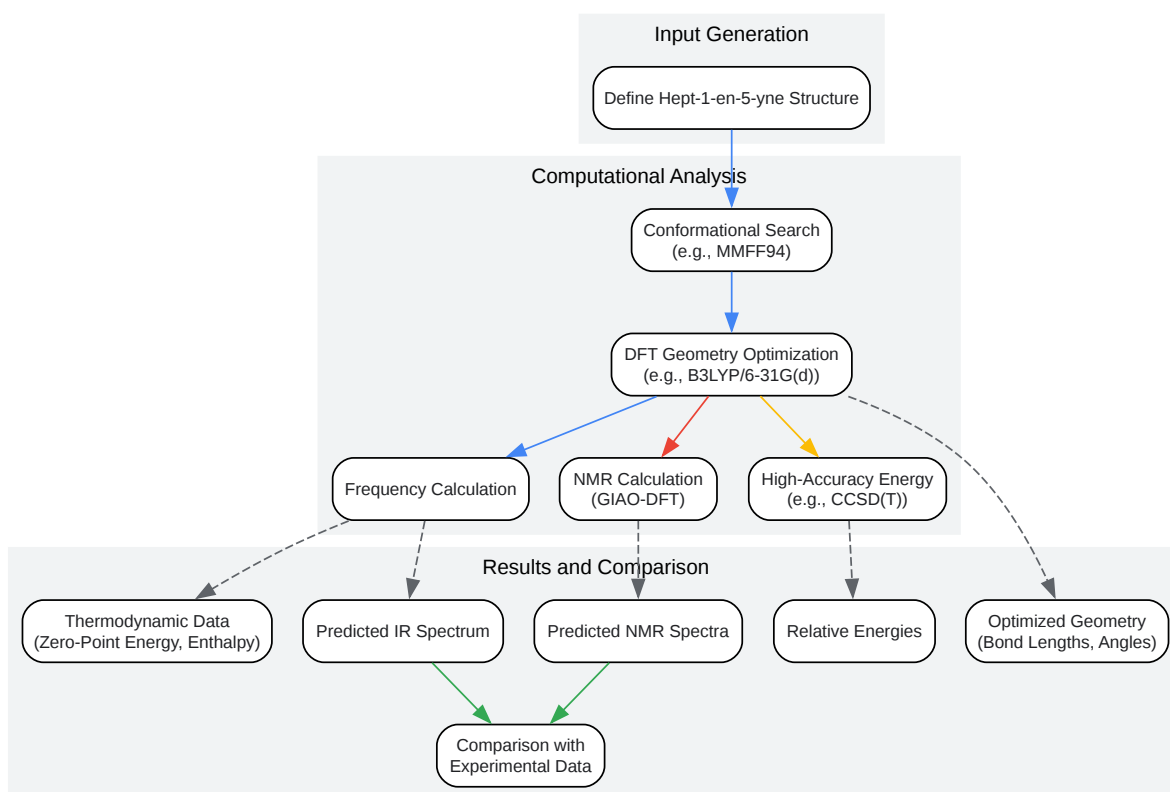 Input Generation
Define Hept-1-en-5-yne Structure
Computational Analysis
Conformational Search
(e.g., MMFF94)
DFT Geometry Optimization
(e.g., B3LYP/6-31G(d))
Frequency Calculation
NMR Calculation
(GIAO-DFT)
High-Accuracy Energy
(e.g., CCSD(T))
Results and Comparison
Thermodynamic Data
(Zero-Point Energy, Enthalpy)
Predicted IR Spectrum
Predicted NMR Spectra
Relative Energies
Optimized Geometry
(Bond Lengths, Angles)
Comparison with
Experimental Data